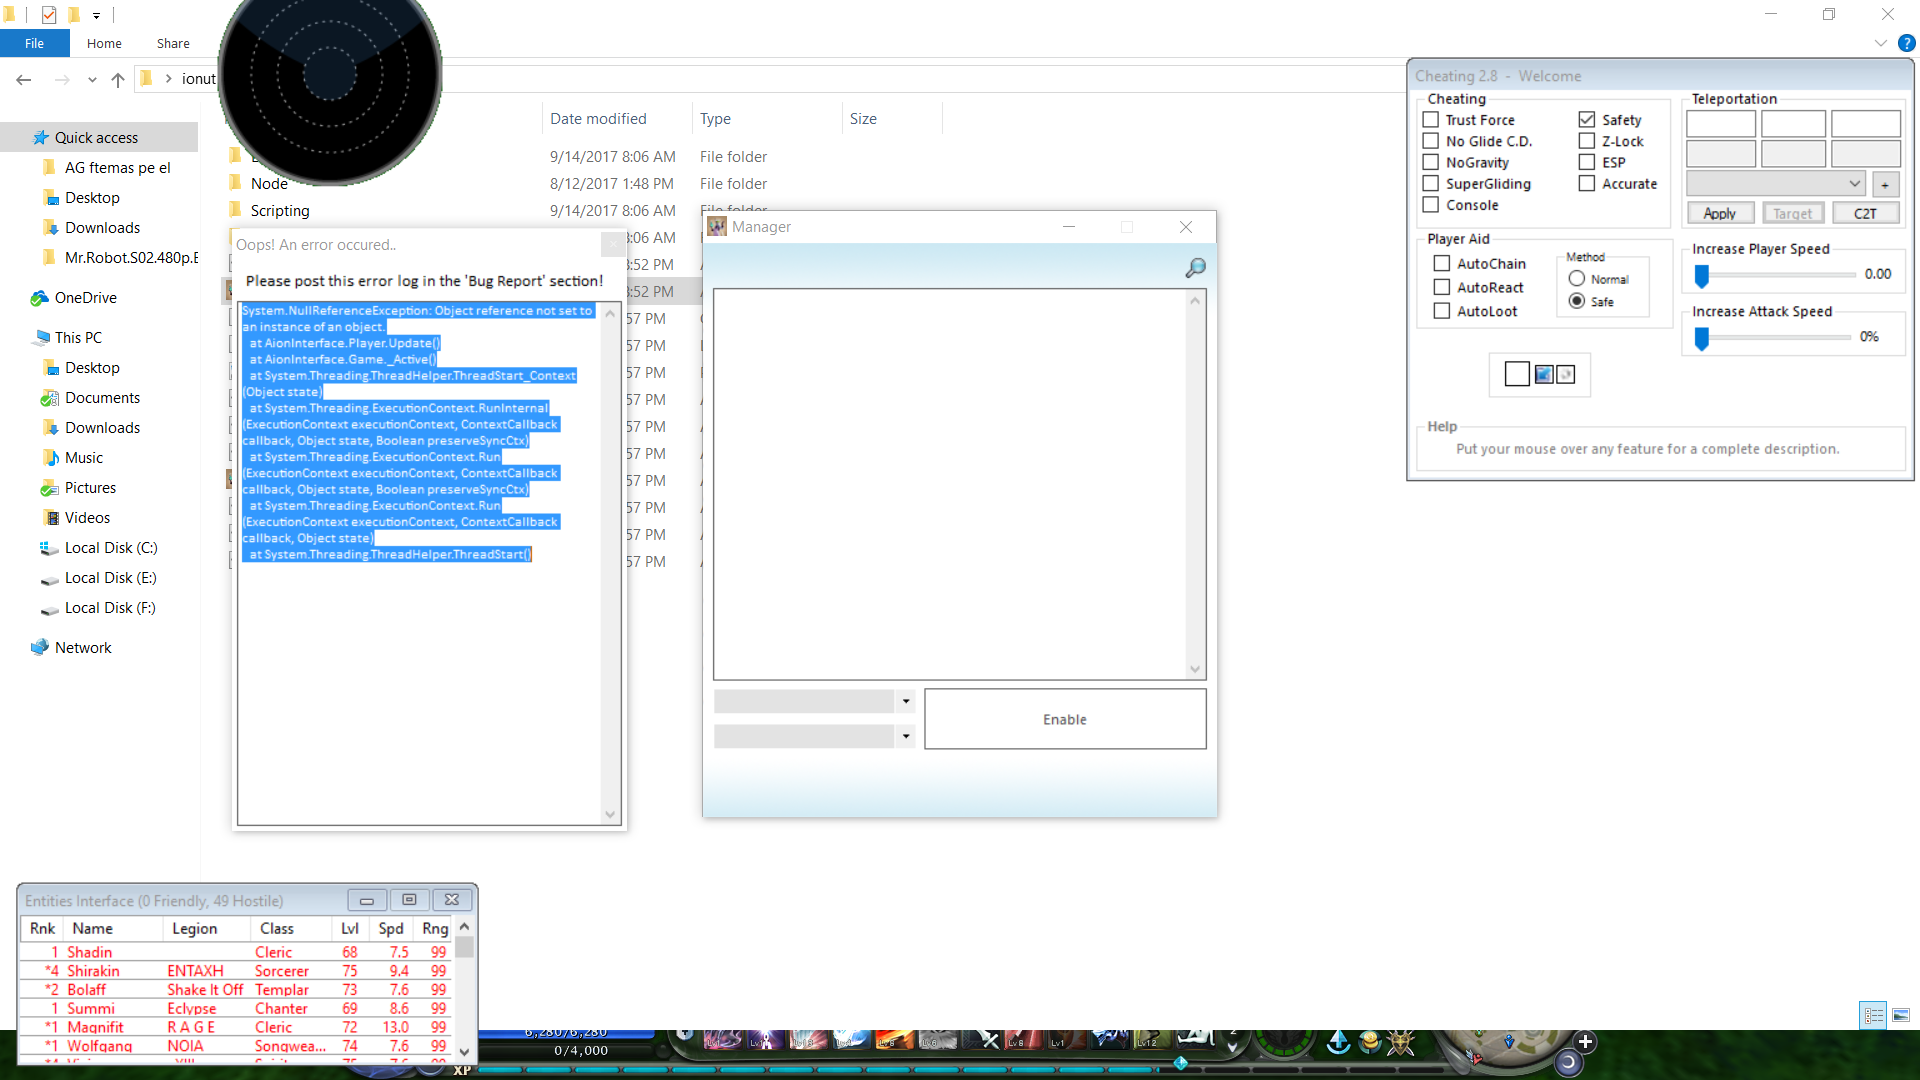 File
Home
Share
ionut
Date modified
Type
Size
Quick access
AG ftemas pe el
Desktop
Downloads
Mr.Robot.S02.480p.E
OneDrive
This PC
Desktop
Documents
Downloads
Music
Pictures
Videos
Local Disk (C:)
Local Disk (E:)
Local Disk (F:)
Network
9/14/2017 8:06 AM File folder
Node 8/12/2017 1:48 PM File folder
Scripting 9/14/2017 8:06 AM File folder
8:06 AM
3:52 PM
3:52 PM
57 PM
57 PM
57 PM
57 PM
57 PM
57 PM
57 PM
57 PM
57 PM
57 PM
Oops! An error occured..
Please post this error log in the 'Bug Report' section!
System.NullReferenceException: Object reference not set to
an instance of an object.
at AionInterface.Player.Update()
at AionInterface.Game._Active()
at System.Threading.ThreadHelper.ThreadStart_Context
(Object state)
at System.Threading.ExecutionContext.RunInternal
(ExecutionContext executionContext, ContextCallback
callback, Object state, Boolean preserveSyncCtx)
at System.Threading.ExecutionContext.Run
(ExecutionContext executionContext, ContextCallback
callback, Object state, Boolean preserveSyncCtx)
at System.Threading.ExecutionContext.Run
(ExecutionContext executionContext, ContextCallback
callback, Object state)
at System.Threading.ThreadHelper.ThreadStart()
Manager
Enable
Cheating 2.8 - Welcome
Cheating
Trust Force
No Glide C.D.
NoGravity
SuperGliding
Console
Safety
Z-Lock
ESP
Accurate
Teleportation
+
Apply
Target
C2T
Player Aid
AutoChain
AutoReact
AutoLoot
Method
Normal
Safe
Increase Player Speed
0.00
Increase Attack Speed
0%
Help
Put your mouse over any feature for a complete description.
Entities Interface (0 Friendly, 49 Hostile)
Rnk Name Legion Class Lvl Spd Rng
1 Shadin Cleric 68 7.5 99
*4 Shirakin ENTAXH Sorcerer 75 9.4 99
*2 Bolaff Shake It Off Templar 73 7.6 99
1 Summi Eclypse Chanter 69 8.6 99
*1 Magnifit R A G E Cleric 72 13.0 99
*1 Wolfgang NOIA Songwea... 74 7.6 99
6,280/6,280
0/4,000
XP